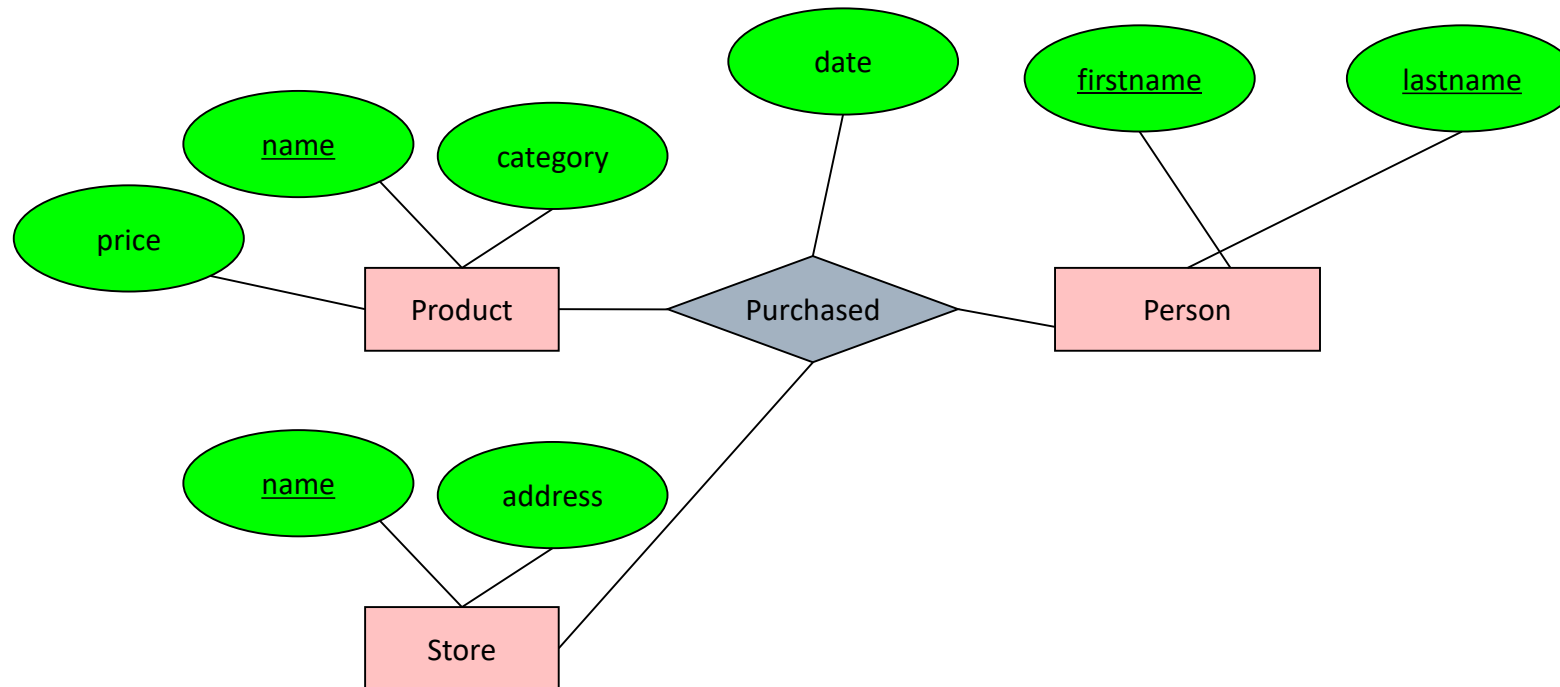 date
firstname
lastname
name
category
price
Product
Purchased
Person
name
address
Store